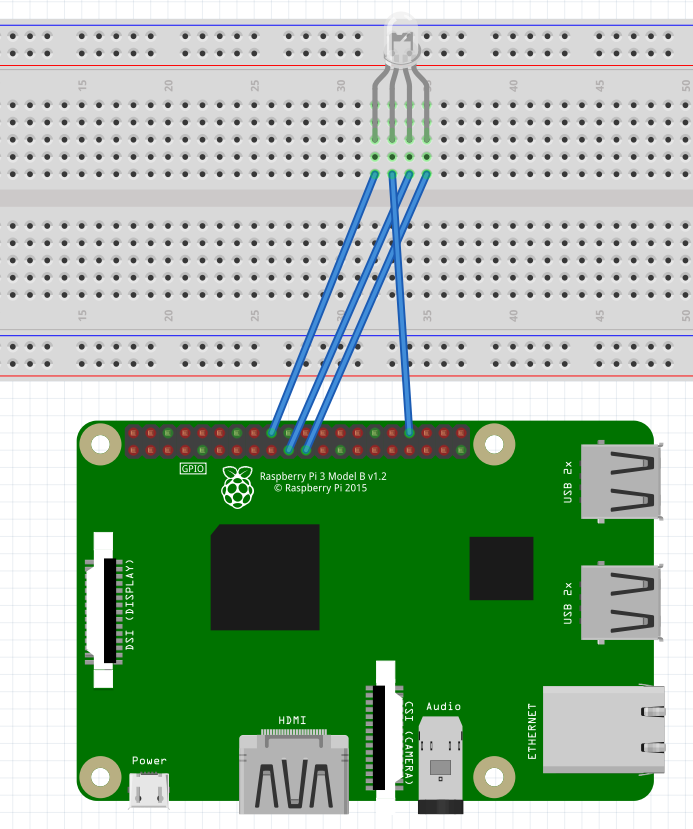 15 20 25 30 35 40 45 50
15 20 25 30 35 40 45 50
GPIO
Raspberry Pi 3 Model B v1.2
© Raspberry Pi 2015
USB 2x
DSI (DISPLAY)
USB 2x
CSI (CAMERA)
Audio
ETHERNET
HDMI
Power